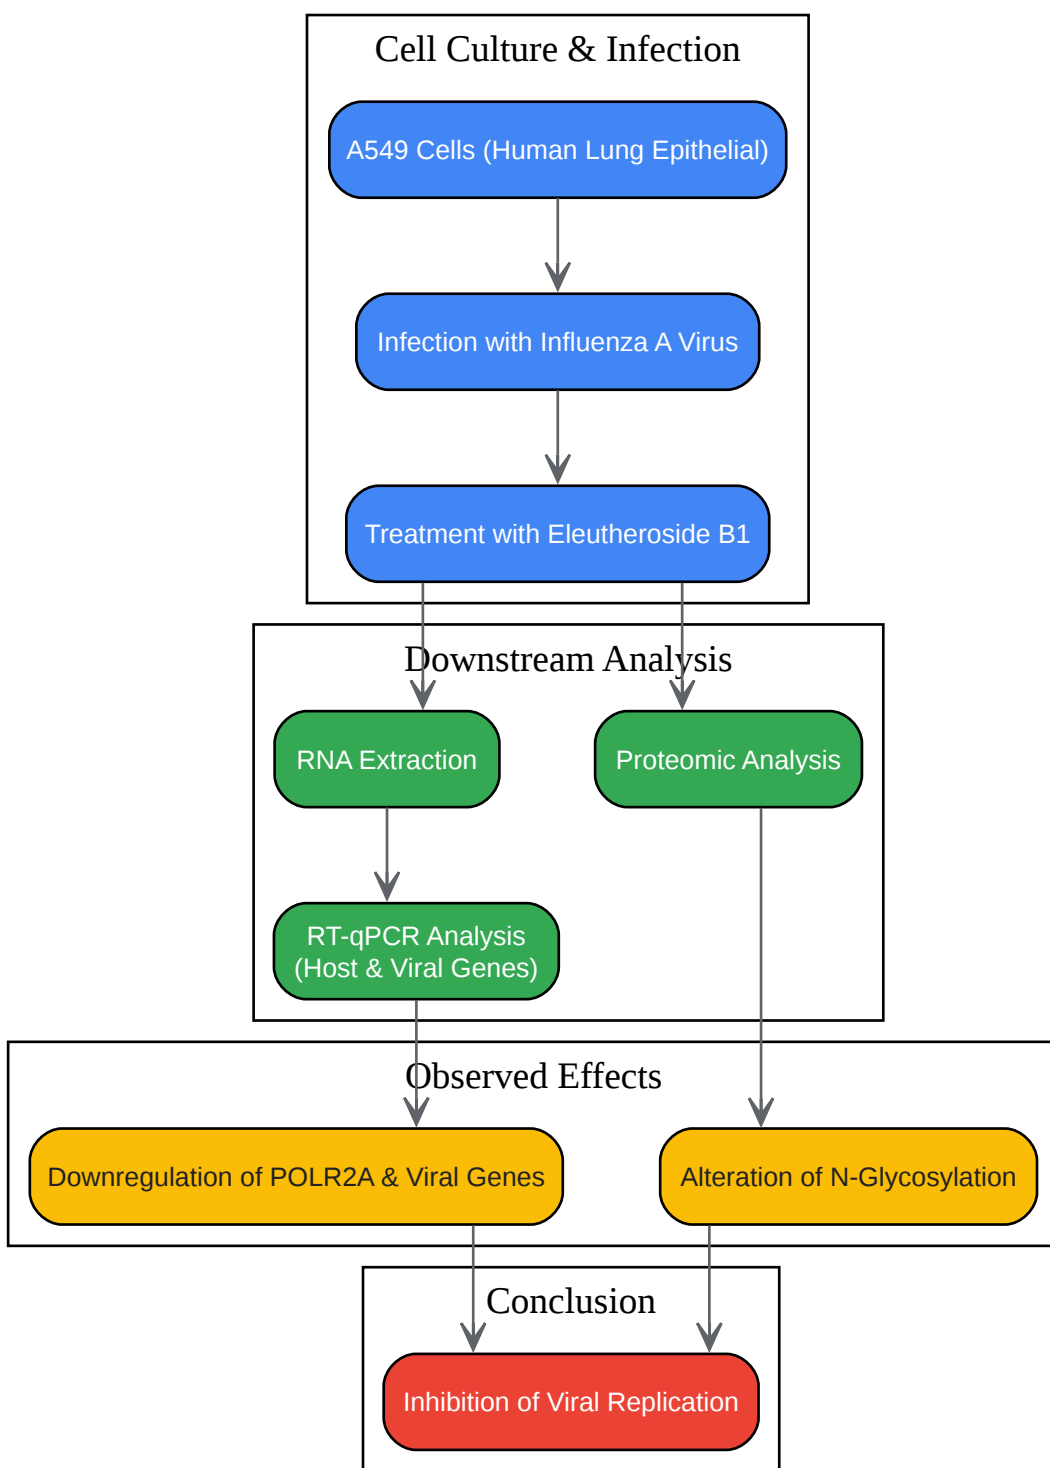 Cell Culture & Infection
A549 Cells (Human Lung Epithelial)
Infection with Influenza A Virus
Treatment with Eleutheroside B1
Downstream Analysis
RNA Extraction
Proteomic Analysis
RT-qPCR Analysis
(Host & Viral Genes)
Observed Effects
Downregulation of POLR2A & Viral Genes
Alteration of N-Glycosylation
Conclusion
Inhibition of Viral Replication